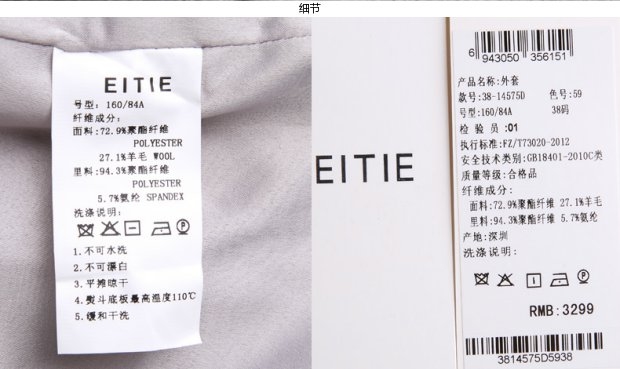 细节
EITIE
号型: 160/84A
纤维成分:
面料:72.9%聚酯纤维
POLYESTER
27.1%羊毛 WOOL
里料:94.3%聚酯纤维
POLYESTER
5.7%氨纶 SPANDEX
洗涤说明:
1.不可水洗
2.不可漂白
3.平摊晾干
4.熨斗底板最高温度110℃
5.缓和干洗
EITIE
6 943050 356151
产品名称:外套
款号:38-14575D 色号:59
号型:160/84A 38码
检 验 员:01
执行标准:FZ/T73020-2012
安全技术类别:GB18401-2010C类
质量等级:合格品
纤维成分:
面料:72.9%聚酯纤维 27.1%羊毛
里料:94.3%聚酯纤维 5.7%氨纶
产地:深圳
洗涤说明:
RMB:3299
3814575D5938